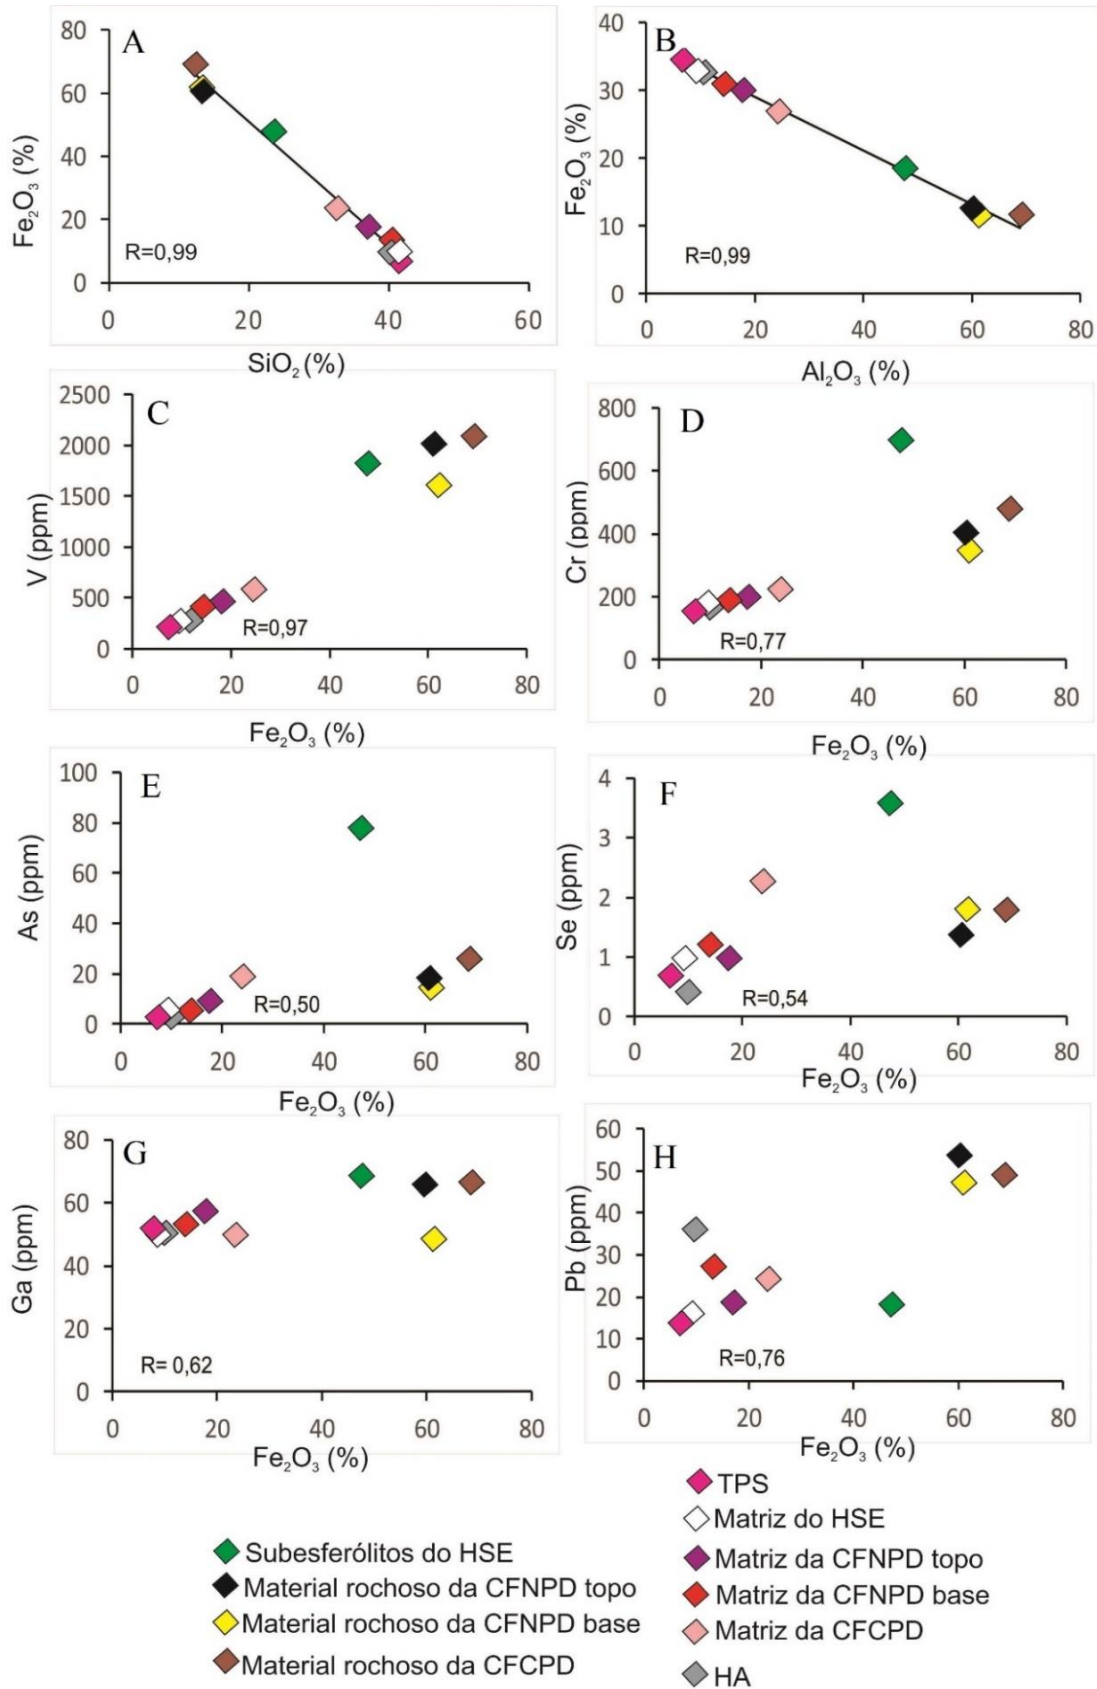 A
80
60
40
20
0
Fe₂O₃ (%)
R=0,99
0 20 40 60
SiO₂ (%)
B
40
30
20
10
0
Fe₂O₃ (%)
R=0,99
0 20 40 60 80
Al₂O₃ (%)
C
2500
2000
1500
1000
500
0
V (ppm)
R=0,97
0 20 40 60 80
Fe₂O₃ (%)
D
800
600
400
200
0
Cr (ppm)
R=0,77
0 20 40 60 80
Fe₂O₃ (%)
E
100
80
60
40
20
0
As (ppm)
R=0,50
0 20 40 60 80
Fe₂O₃ (%)
F
4
3
2
1
0
Se (ppm)
R=0,54
0 20 40 60 80
Fe₂O₃ (%)
G
80
60
40
20
0
Ga (ppm)
R= 0,62
0 20 40 60 80
Fe₂O₃ (%)
H
60
50
40
30
20
10
0
Pb (ppm)
R=0,76
0 20 40 60 80
Fe₂O₃ (%)
Subesferólitos do HSE
Material rochoso da CFNPD topo
Material rochoso da CFNPD base
Material rochoso da CFCPD
TPS
Matriz do HSE
Matriz da CFNPD topo
Matriz da CFNPD base
Matriz da CFCPD
HA